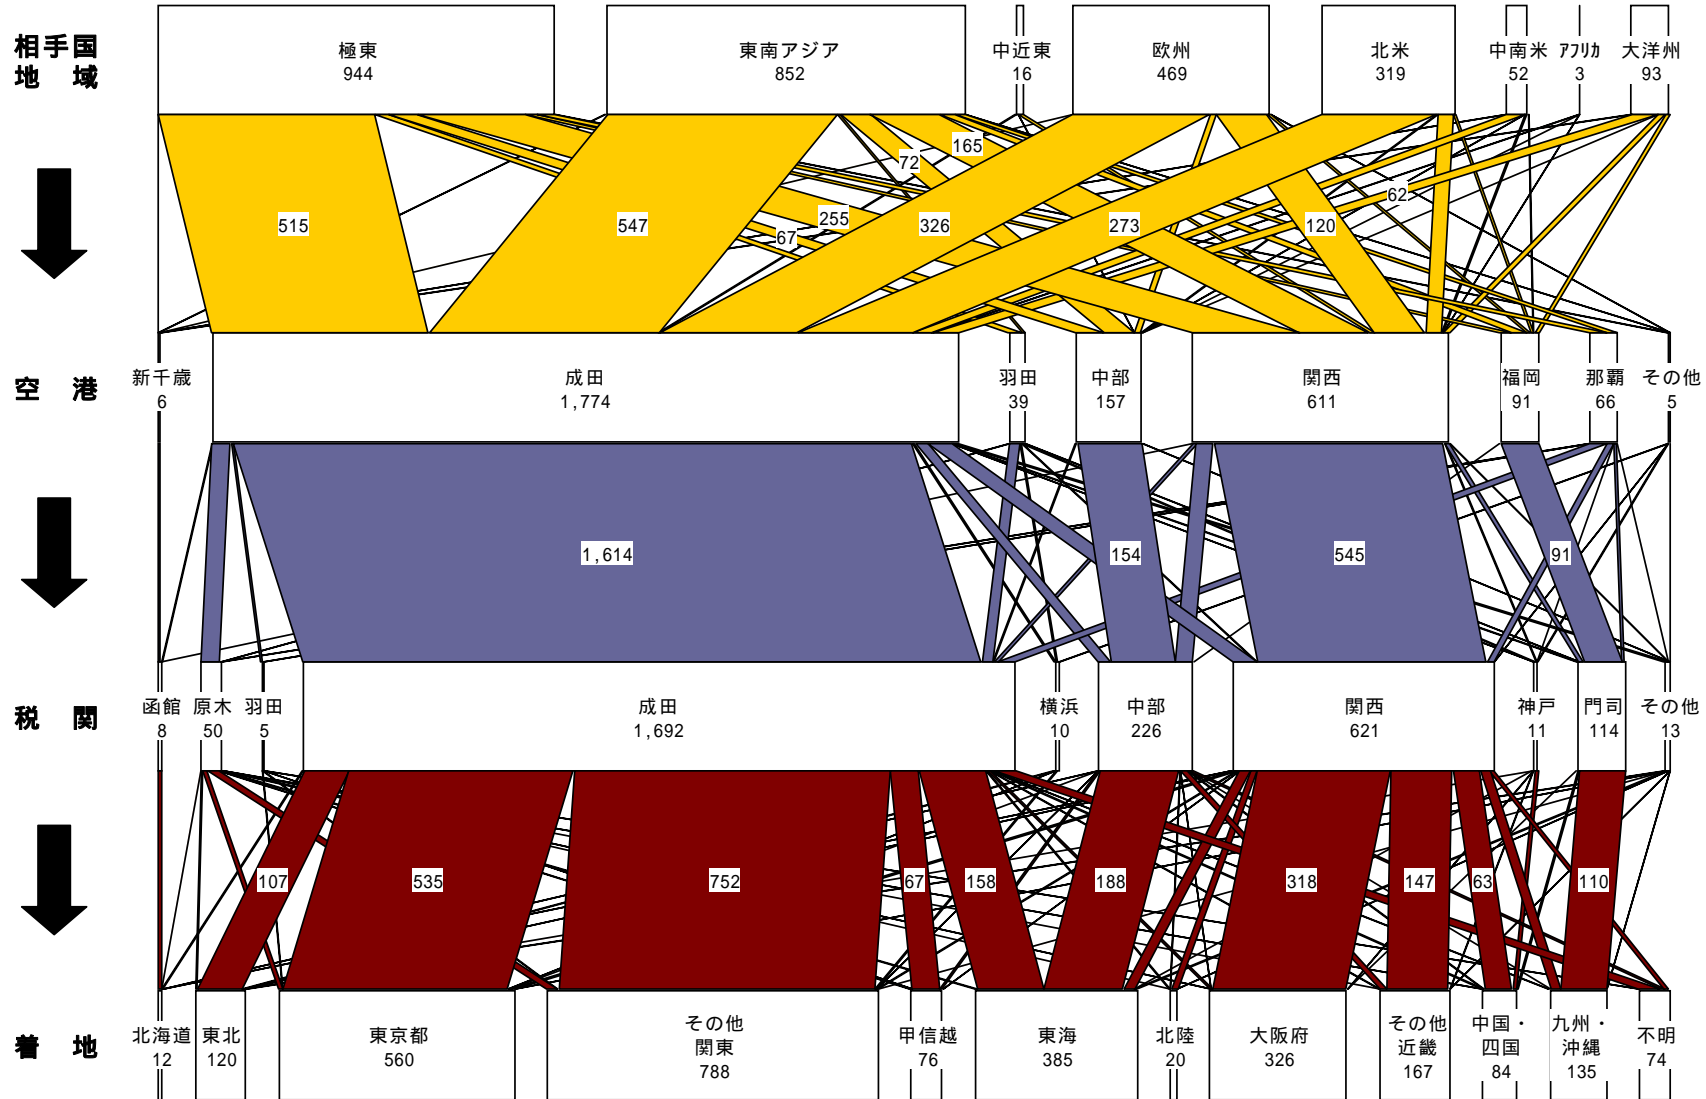 相手国
地　域
極東
944
東南アジア
852
中近東
16
欧州
469
北米
319
中南米
52
ｱﾌﾘｶ
3
大洋州
93
165
72
62
255
67
515
547
326
273
120
空　港
新千歳
6
成田
1,774
羽田
39
中部
157
関西
611
福岡
91
那覇
66
その他
5
1,614
154
545
91
税　関
函館
8
原木
50
羽田
5
成田
1,692
横浜
10
中部
226
関西
621
神戸
11
門司
114
その他
13
107
535
752
67
158
188
318
147
63
110
着　地
北海道
12
東北
120
東京都
560
その他
関東
788
甲信越
76
東海
385
北陸
20
大阪府
326
その他
近畿
167
中国・
四国
84
九州・
沖縄
135
不明
74